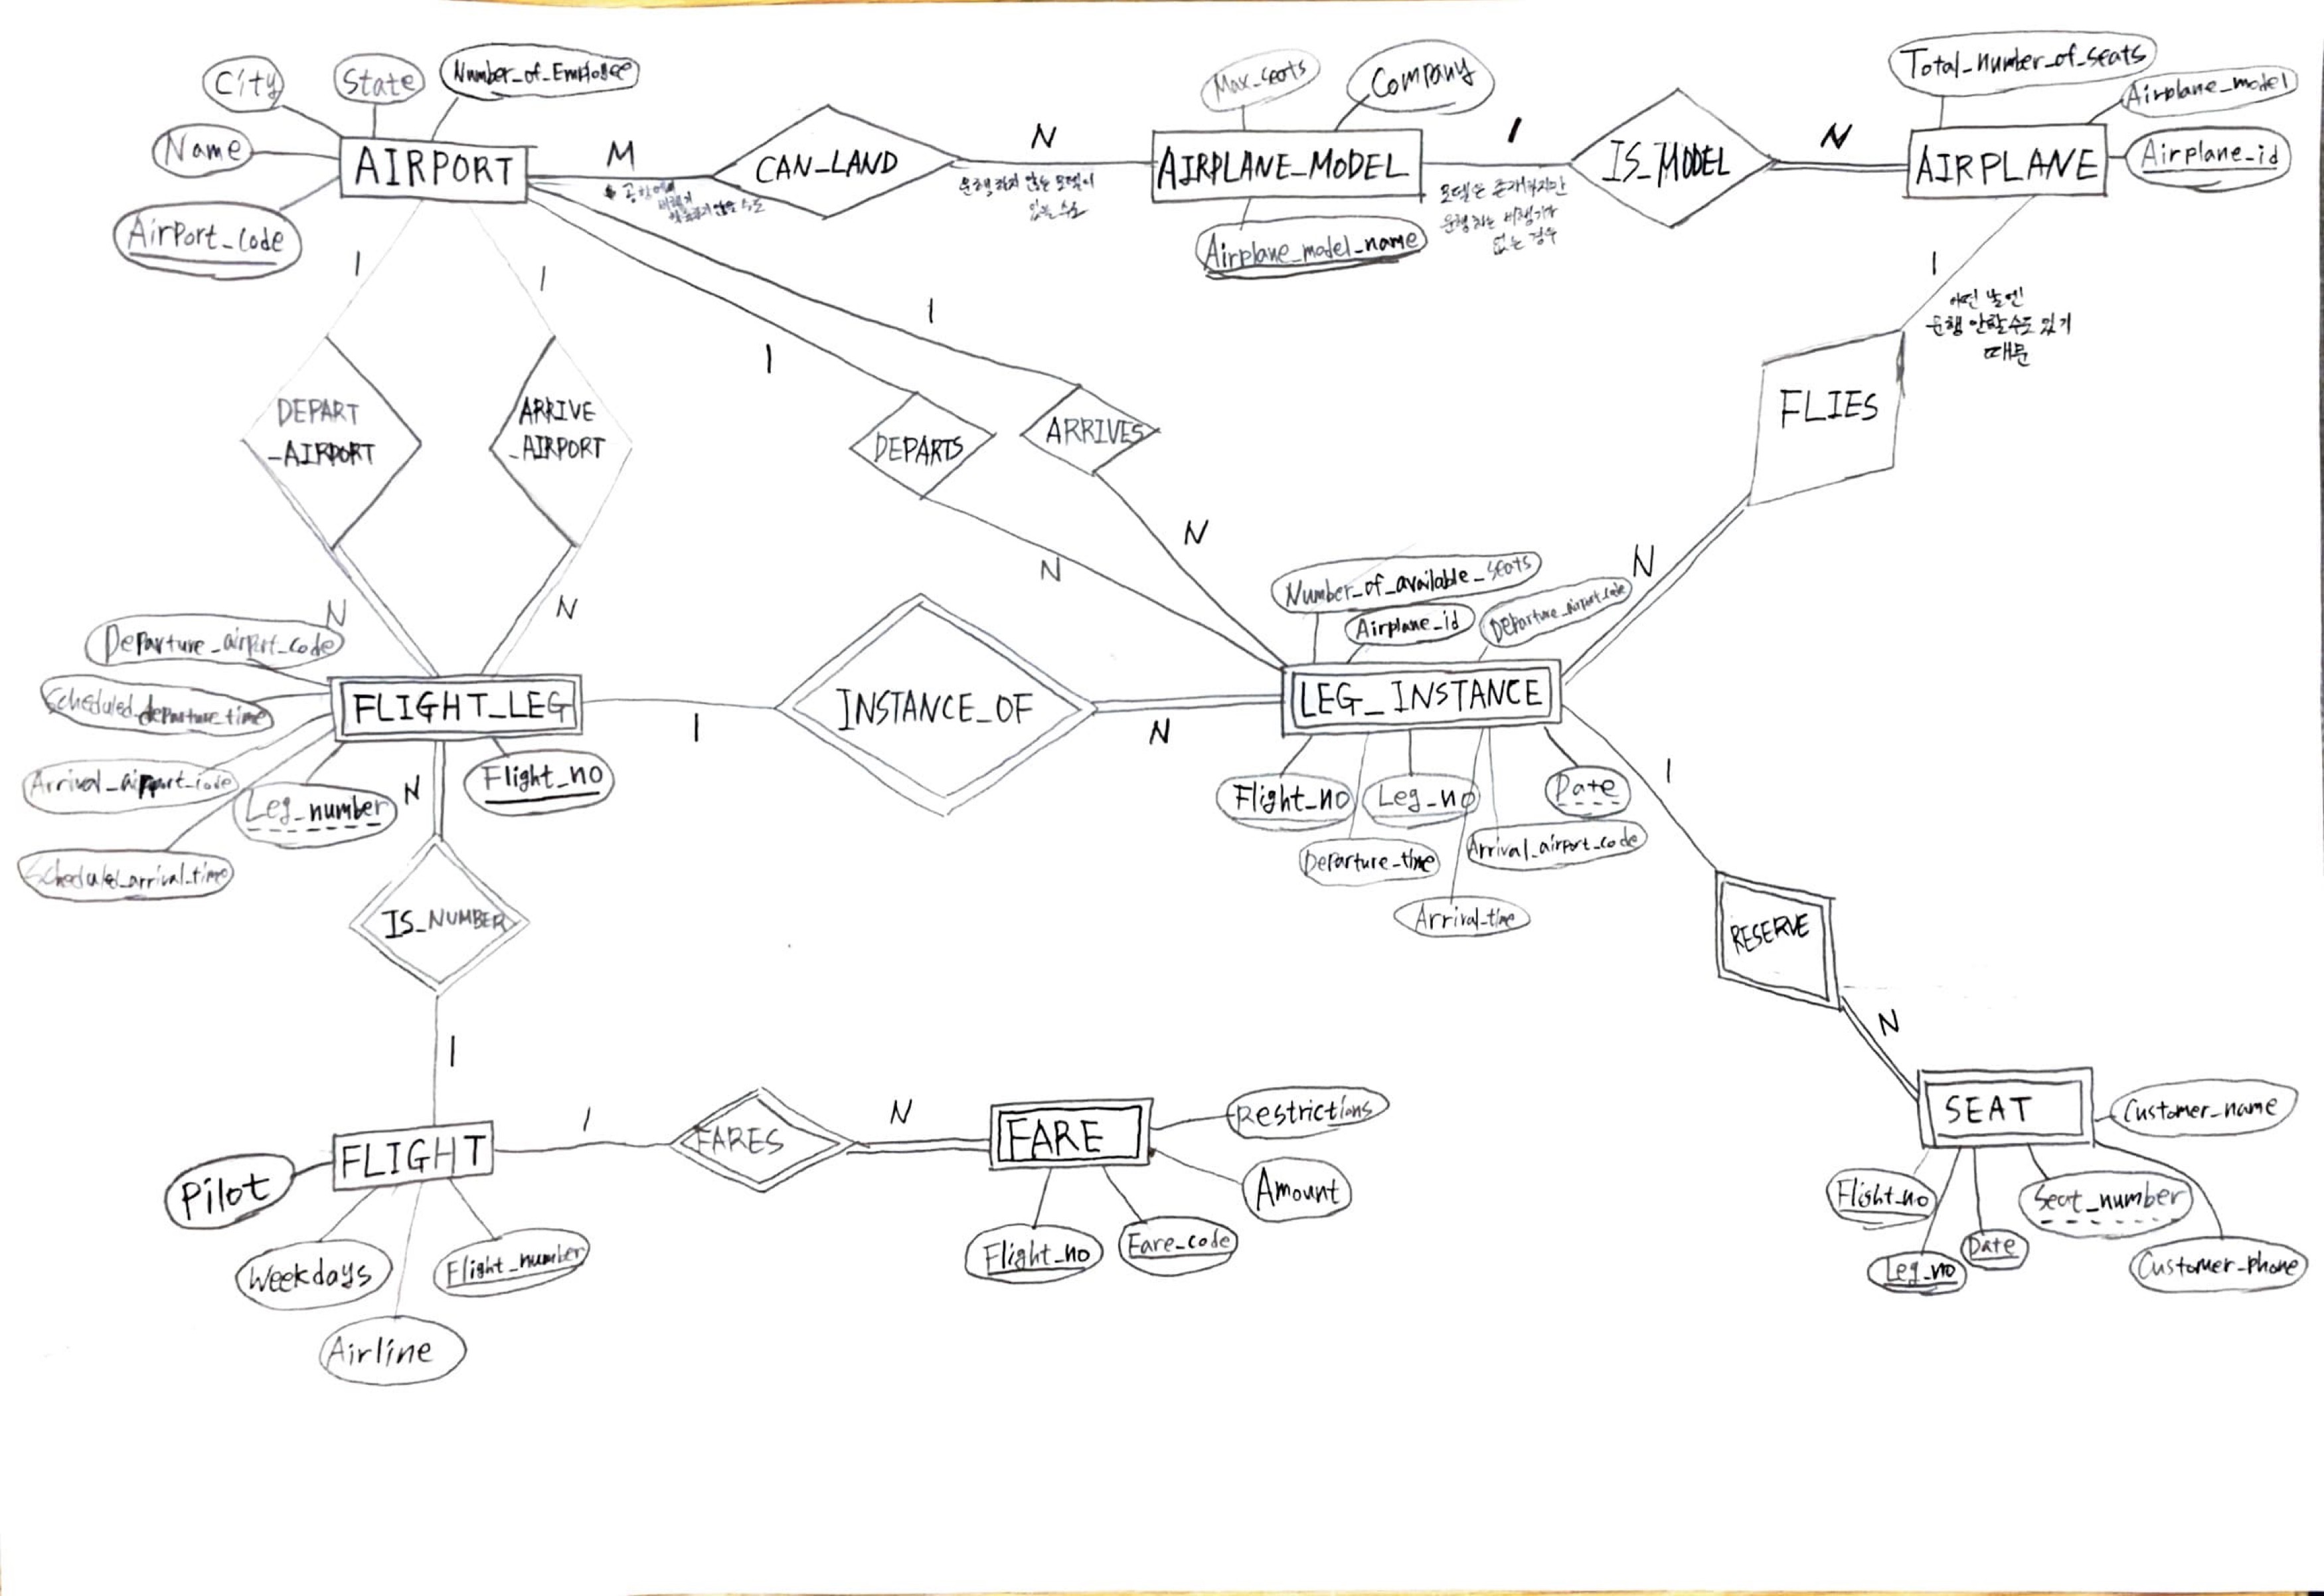 City
State
Number_of_Employee
Name
AIRPORT
Airport_code
M
CAN_LAND
N
공항에
비행기
착륙하지 않을 수도
운행 하지 않는 모델이
있을 수도
Max_seats
Company
AIRPLANE_MODEL
Airplane_model_name
1
IS_MODEL
N
모델은 존재하지만
운행하는 비행기가
없는 경우
Total_number_of_seats
Airplane_model
AIRPLANE
Airplane_id
1
1
1
1
1
어떤 날엔
운행 안할수도 있기
때문
DEPART
_AIRPORT
ARRIVE
_AIRPORT
DEPARTS
ARRIVES
FLIES
N
N
N
N
N
Departure_airport_code
Scheduled_departure_time
Arrival_airport_code
Scheduled_arrival_time
FLIGHT_LEG
Leg_number
Flight_no
1
INSTANCE_OF
N
Number_of_available_seats
Airplane_id
Departure_airport_code
LEG_INSTANCE
Flight_no
Leg_no
Date
Departure_time
Arrival_airport_code
Arrival_time
N
IS_NUMBER
1
1
RESERVE
N
FLIGHT
Pilot
Weekdays
Flight_number
Airline
1
FARES
N
FARE
Restrictions
Amount
Flight_no
Fare_code
SEAT
Customer_name
Flight_no
Seat_number
Leg_no
Date
Customer_phone